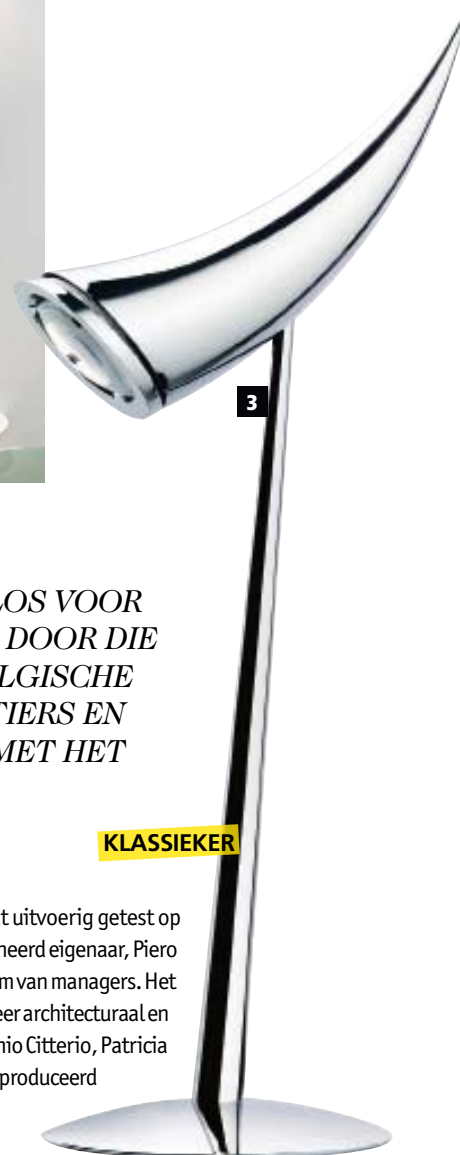 3
LOS VOOR
DOOR DIE
LGISCHE
TIERS EN
MET HET
KLASSIEKER
t uitvoerig getest op
neerd eigenaar, Piero
m van managers. Het
eer architecturaal en
nio Citterio, Patricia
produceerd